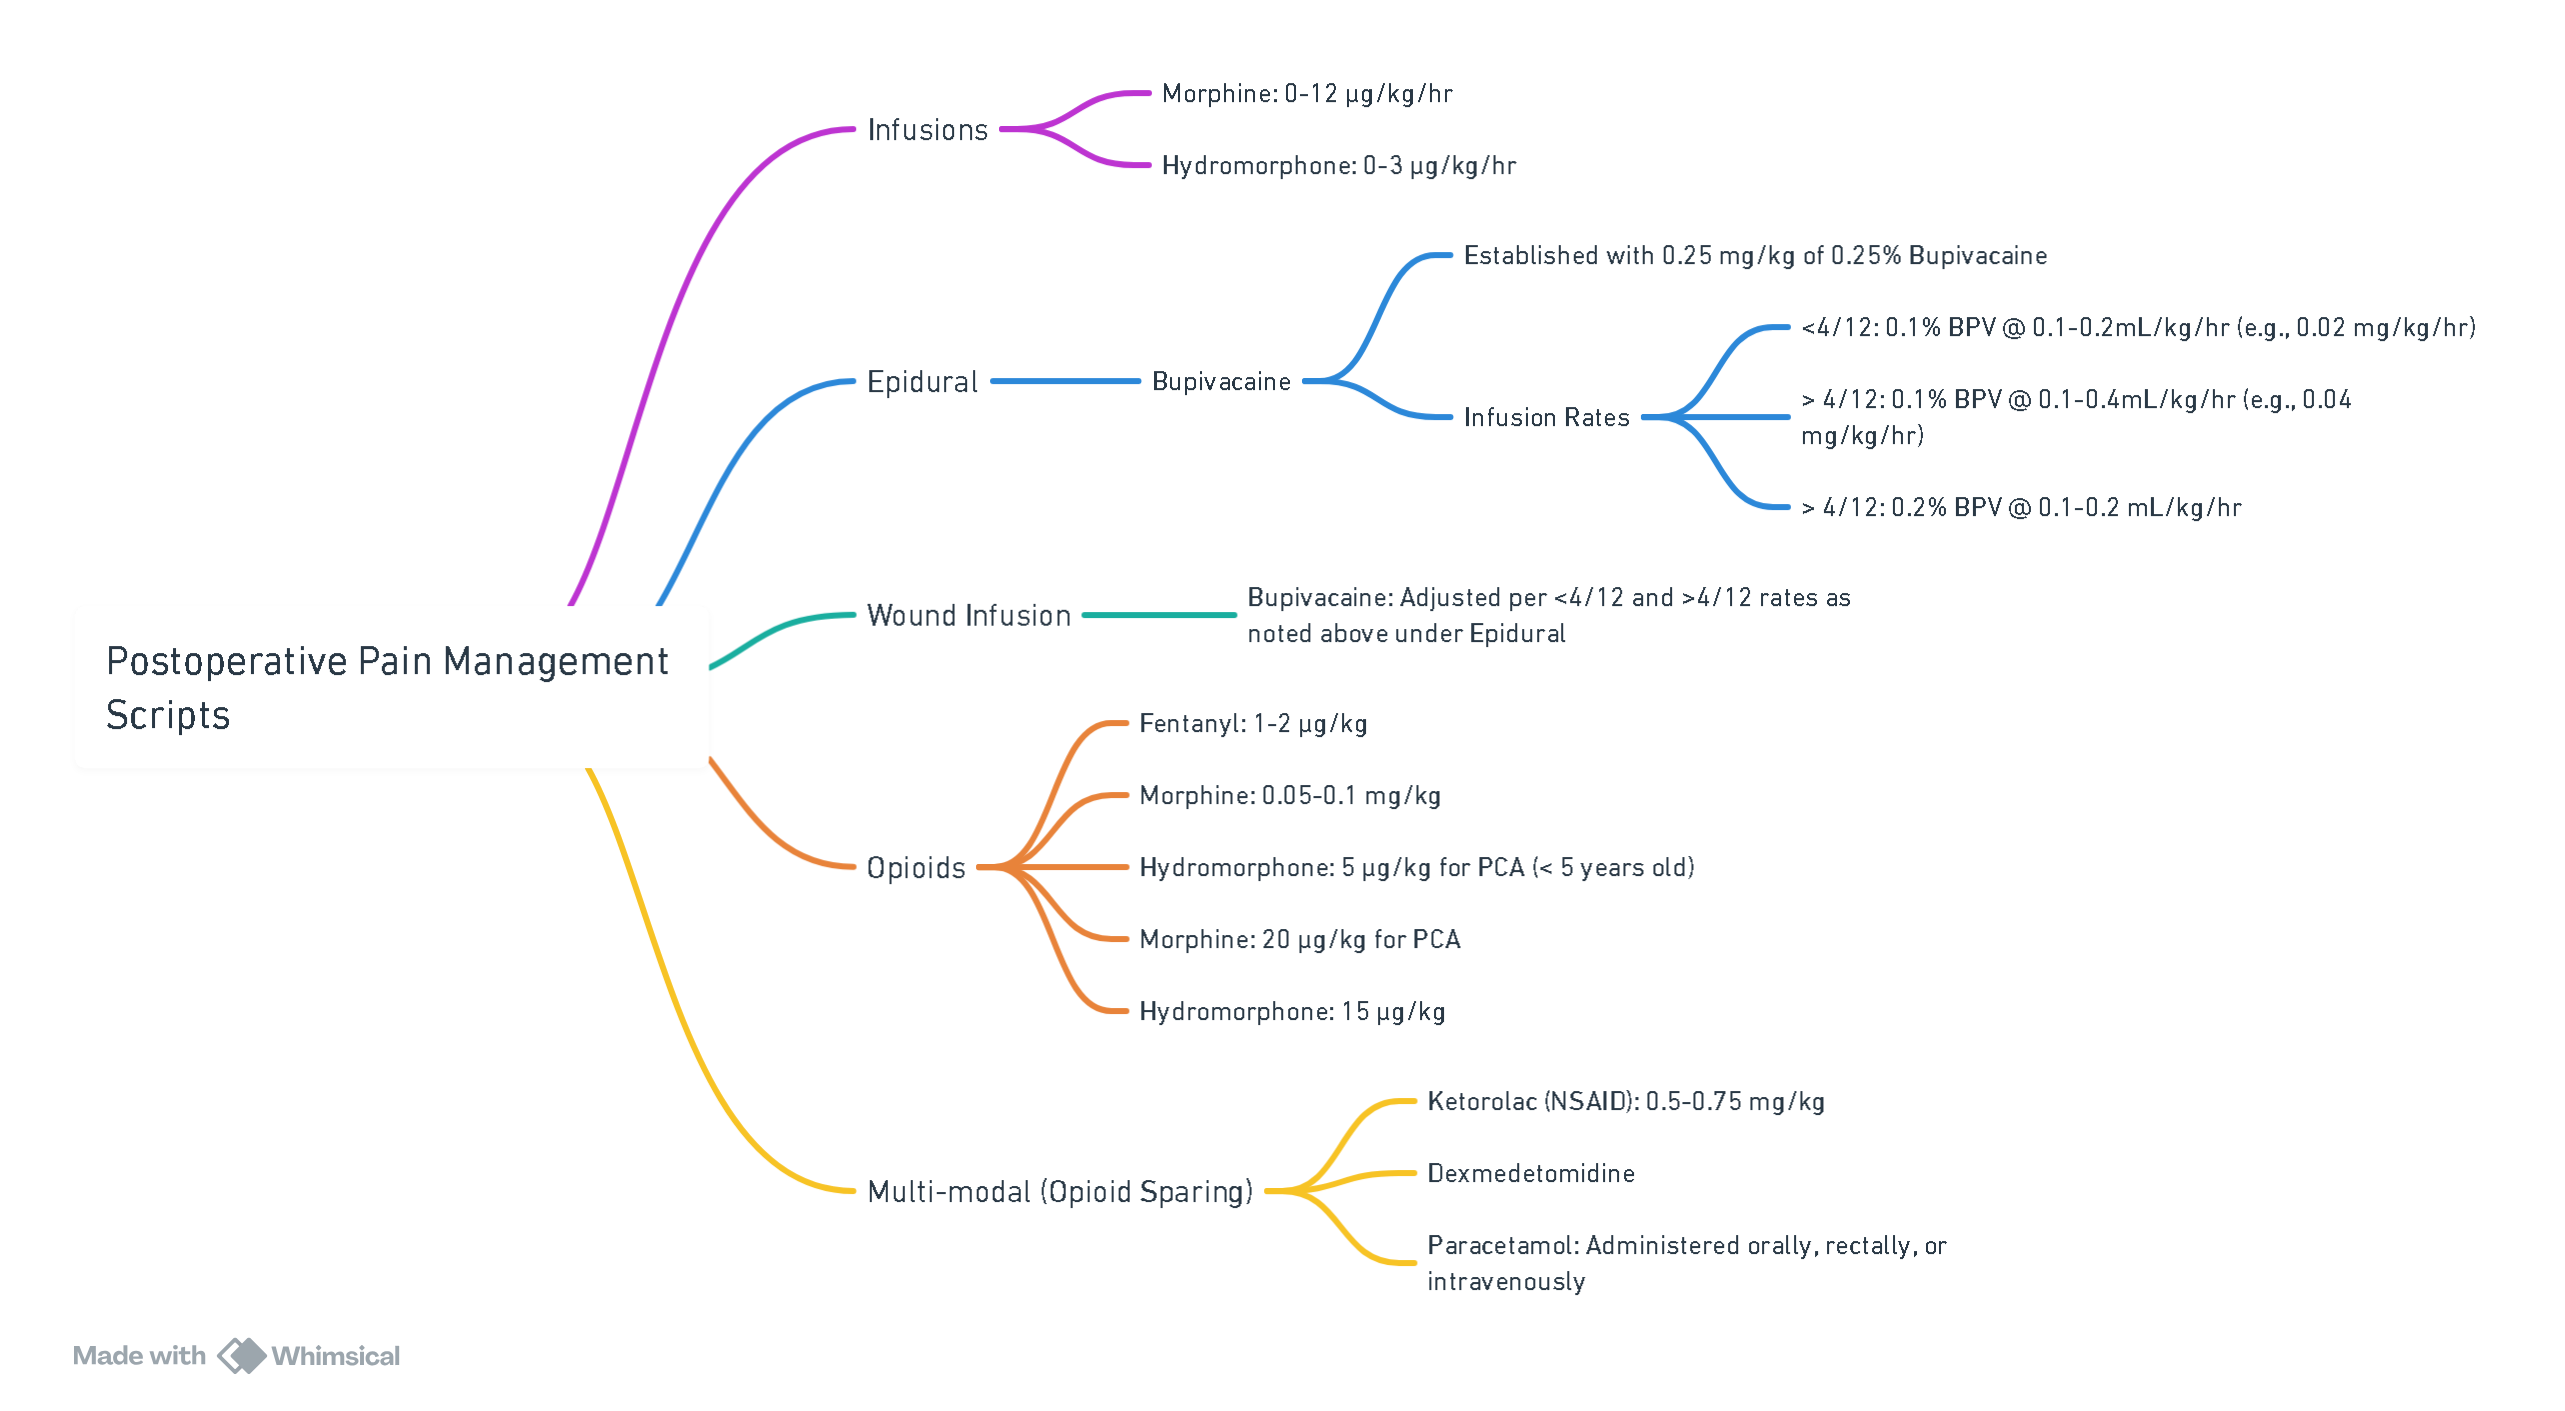 Postoperative Pain Management
Scripts
Infusions
Morphine: 0-12 µg/kg/hr
Hydromorphone: 0-3 µg/kg/hr
Epidural
Bupivacaine
Established with 0.25 mg/kg of 0.25% Bupivacaine
Infusion Rates
<4/12: 0.1% BPV @ 0.1-0.2mL/kg/hr (e.g., 0.02 mg/kg/hr)
> 4/12: 0.1% BPV @ 0.1-0.4mL/kg/hr (e.g., 0.04
mg/kg/hr)
> 4/12: 0.2% BPV @ 0.1-0.2 mL/kg/hr
Wound Infusion
Bupivacaine: Adjusted per <4/12 and >4/12 rates as
noted above under Epidural
Opioids
Fentanyl: 1-2 µg/kg
Morphine: 0.05-0.1 mg/kg
Hydromorphone: 5 µg/kg for PCA (< 5 years old)
Morphine: 20 µg/kg for PCA
Hydromorphone: 15 µg/kg
Multi-modal (Opioid Sparing)
Ketorolac (NSAID): 0.5-0.75 mg/kg
Dexmedetomidine
Paracetamol: Administered orally, rectally, or
intravenously
Made with Whimsical